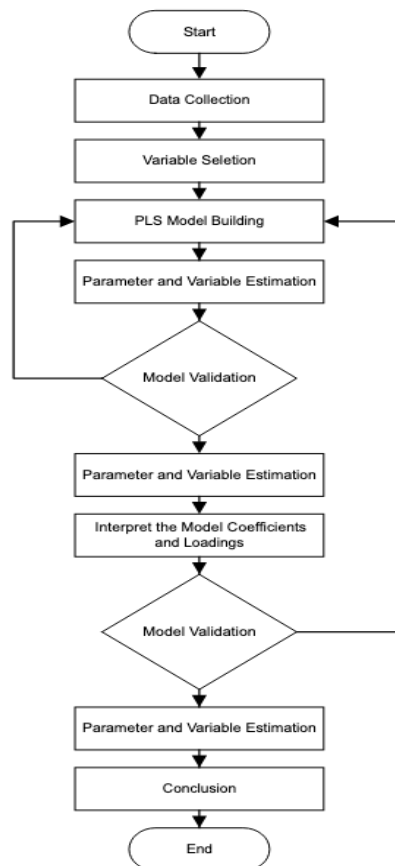 Start
Data Collection
Variable Seletion
PLS Model Building
Parameter and Variable Estimation
Model Validation
Parameter and Variable Estimation
Interpret the Model Coefficients
and Loadings
Model Validation
Parameter and Variable Estimation
Conclusion
End